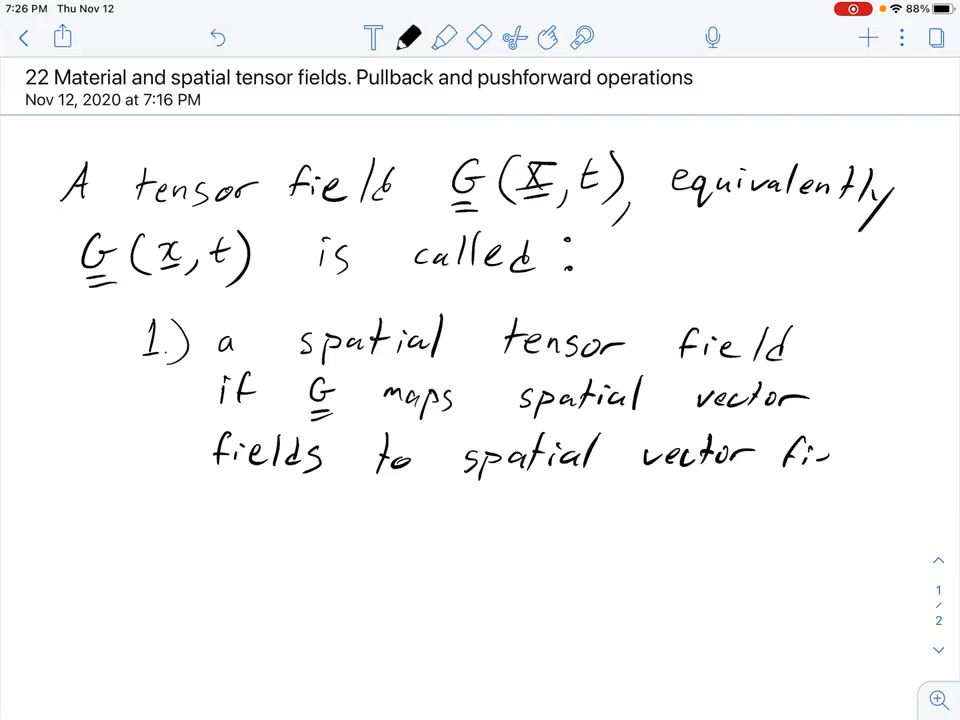 7:26 PM Thu Nov 12
88%
22 Material and spatial tensor fields. Pullback and pushforward operations
Nov 12, 2020 at 7:16 PM
A tensor field G(X,t), equivalently
G(x,t) is called:
1.) a spatial tensor field
if G maps spatial vector
fields to spatial vector fi
1
/
2